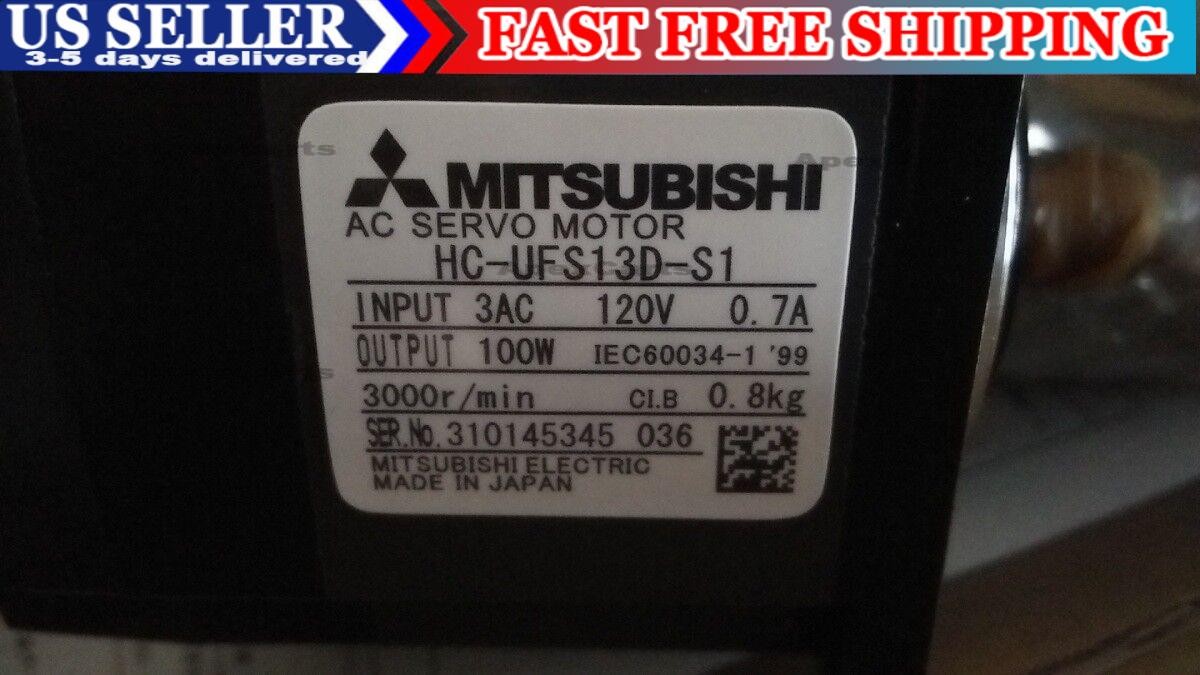 US SELLER
3-5 days delivered
FAST FREE SHIPPING
MITSUBISHI
AC SERVO MOTOR
HC-UFS13D-S1
INPUT 3AC 120V 0.7A
OUTPUT 100W IEC60034-1 '99
3000r/min CI.B 0.8kg
SER.No. 310145345 036
MITSUBISHI ELECTRIC
MADE IN JAPAN